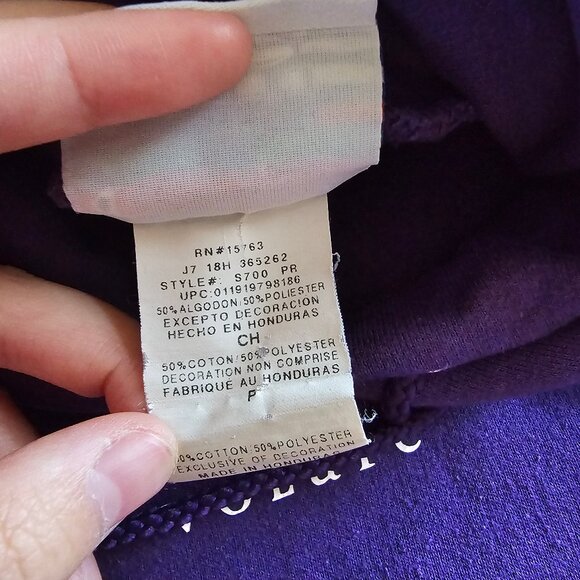 RN#15763
J7 18H 365262
STYLE#: S700 PR
UPC:011919798186
50%ALGODON/50%POLIESTER
EXCEPTO DECORACION
HECHO EN HONDURAS
CH
50%COTON/50%POLYESTER
DECORATION NON COMPRISE
FABRIQUÉ AU HONDURAS
P
50%COTTON/50%POLYESTER
EXCLUSIVE OF DECORATION
MADE IN HONDURAS